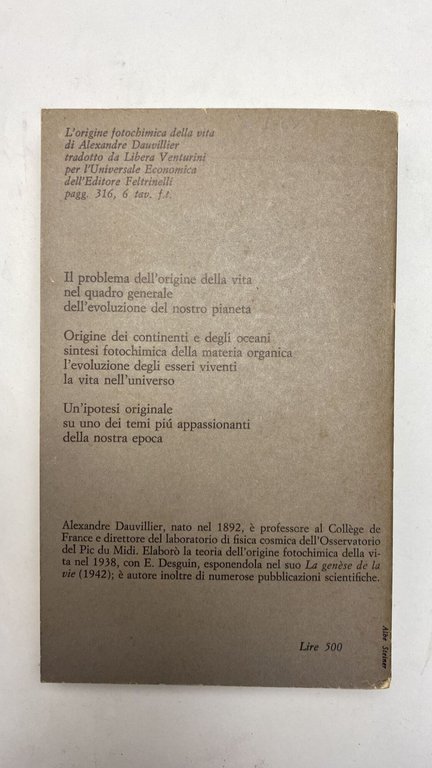 L'origine fotochimica della vita
di Alexandre Dauvillier
tradotto da Libera Venturini
per l'Universale Economica
dell'Editore Feltrinelli
pagg. 316, 6 tav. f.t.
Il problema dell'origine della vita
nel quadro generale
dell'evoluzione del nostro pianeta
Origine dei continenti e degli oceani
sintesi fotochimica della materia organica
l'evoluzione degli esseri viventi
la vita nell'universo
Un'ipotesi originale
su uno dei temi piú appassionanti
della nostra epoca
Alexandre Dauvillier, nato nel 1892, è professore al Collège de
France e direttore del laboratorio di fisica cosmica dell'Osservatorio
del Pic du Midi. Elaborò la teoria dell'origine fotochimica della vi-
ta nel 1938, con E. Desguin, esponendola nel suo La genèse de la
vie (1942); è autore inoltre di numerose pubblicazioni scientifiche.
Lire 500
Albe Steiner